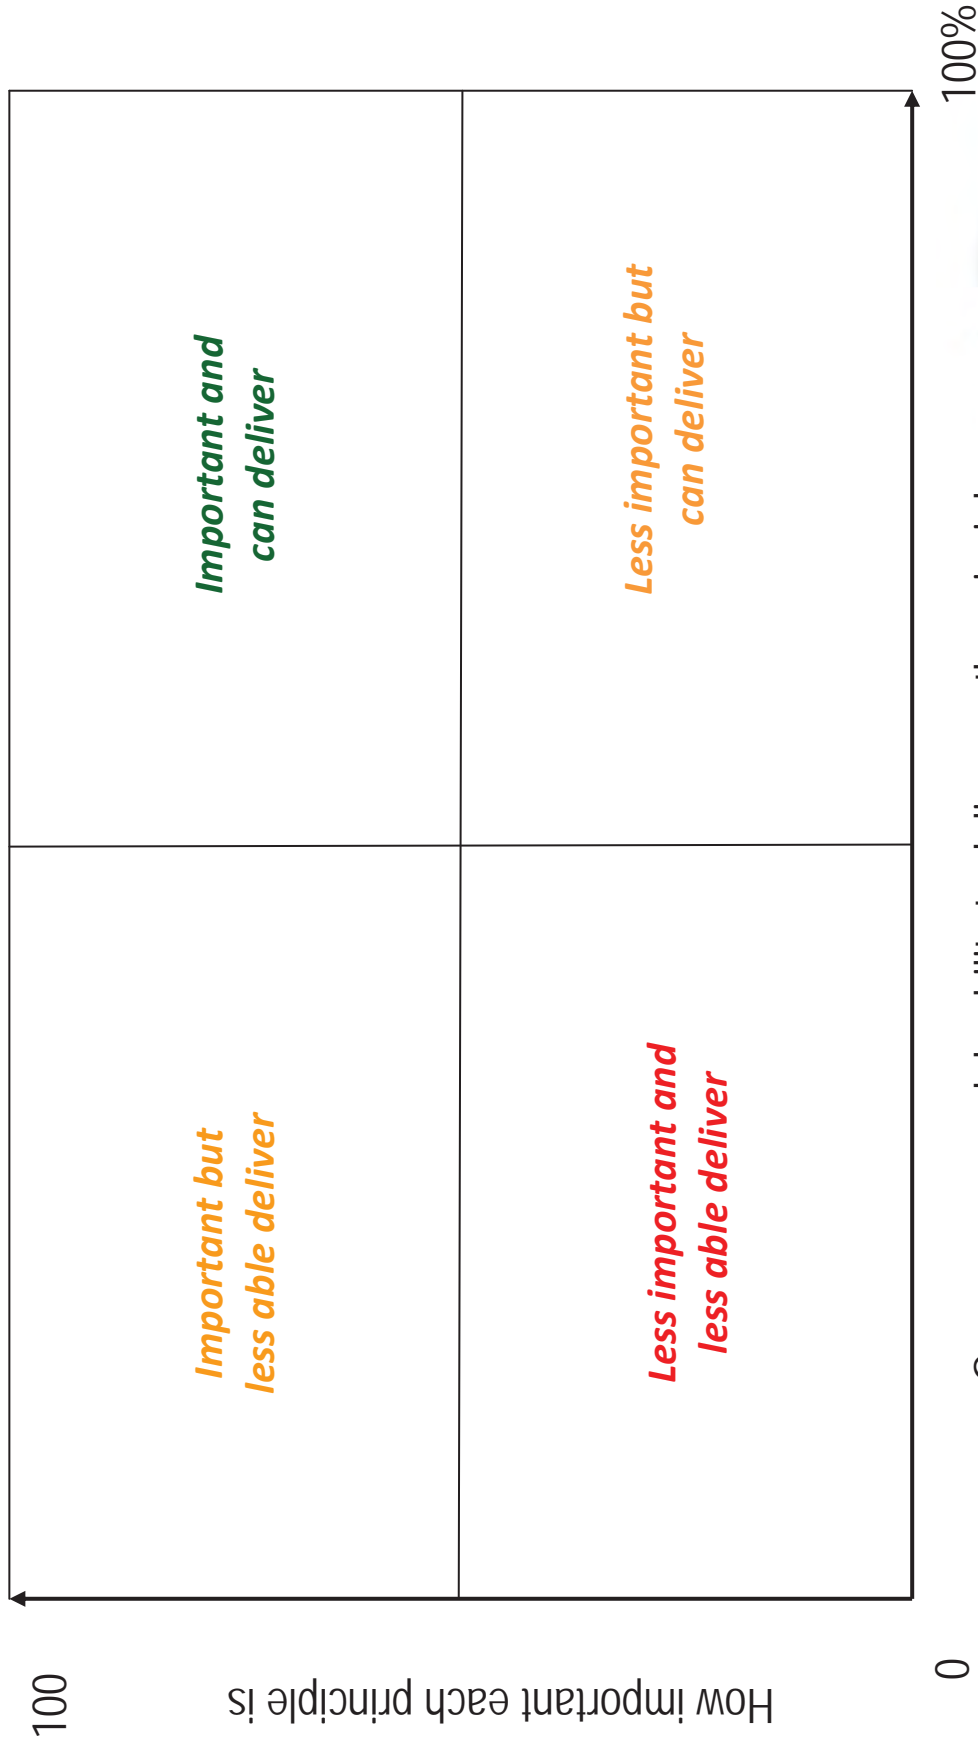 100
How important each principle is
Important but
less able deliver
Important and
can deliver
Less important and
less able deliver
Less important but
can deliver
0
100%